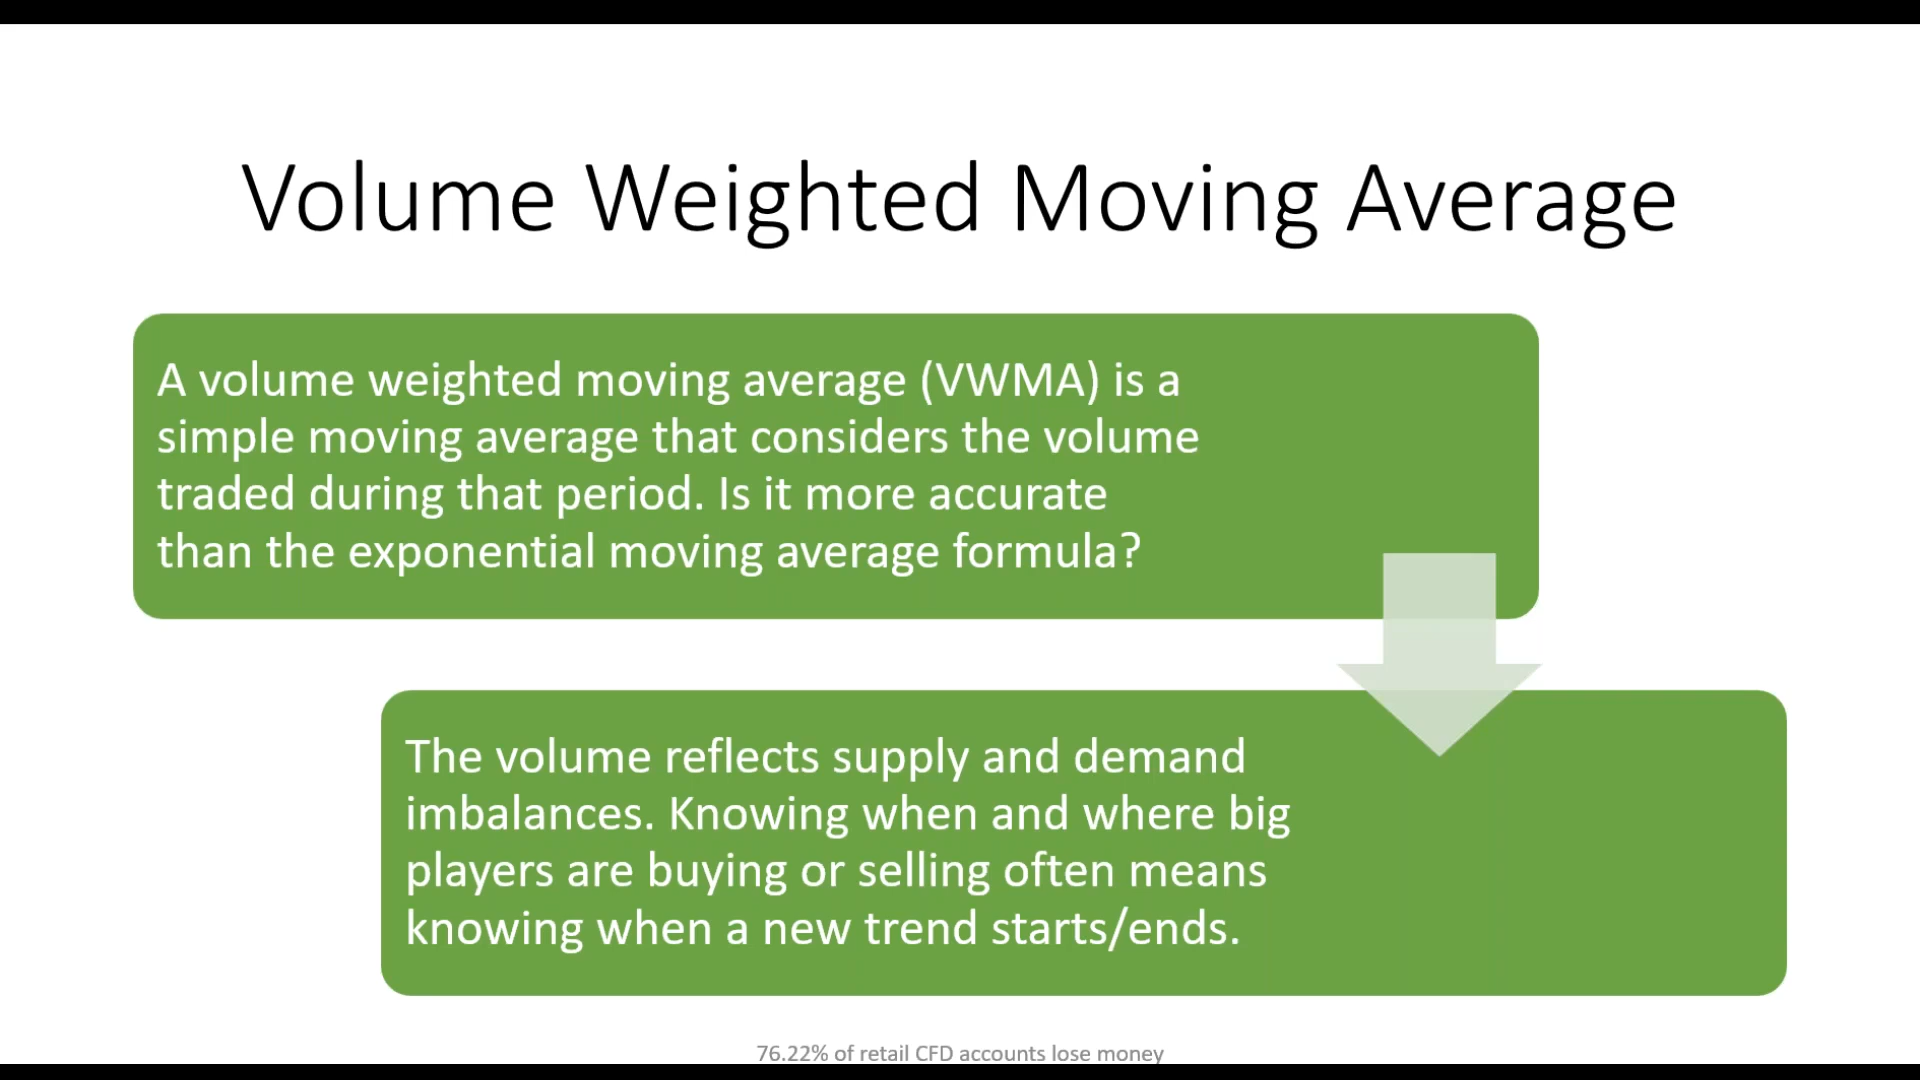 Volume Weighted Moving Average
A volume weighted moving average (VWMA) is a
simple moving average that considers the volume
traded during that period. Is it more accurate
than the exponential moving average formula?
The volume reflects supply and demand
imbalances. Knowing when and where big
players are buying or selling often means
knowing when a new trend starts/ends.
76.22% of retail CFD accounts lose money